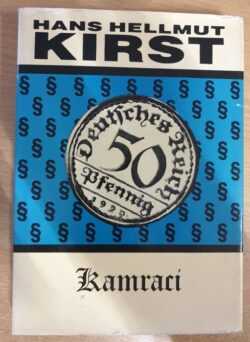 HANS HELLMUT
KIRST
Deutsches Reich
50
Pfennig
Kamraci